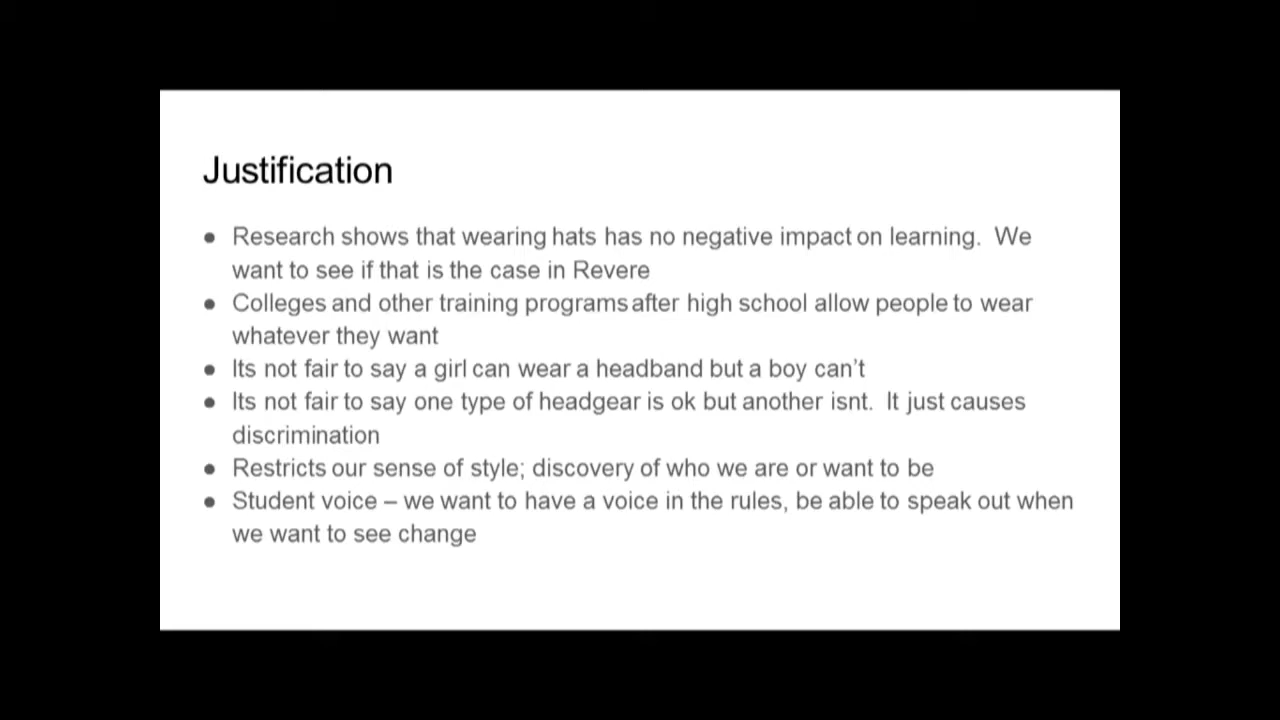 Justification
● Research shows that wearing hats has no negative impact on learning.  We
want to see if that is the case in Revere
● Colleges and other training programs after high school allow people to wear
whatever they want
● Its not fair to say a girl can wear a headband but a boy can’t
● Its not fair to say one type of headgear is ok but another isnt.  It just causes
discrimination
● Restricts our sense of style; discovery of who we are or want to be
● Student voice – we want to have a voice in the rules, be able to speak out when
we want to see change